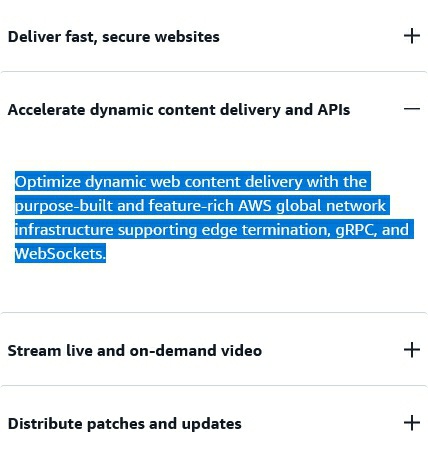 Deliver fast, secure websites
Accelerate dynamic content delivery and APIs
Optimize dynamic web content delivery with the
purpose-built and feature-rich AWS global network
infrastructure supporting edge termination, gRPC, and
WebSockets.
Stream live and on-demand video
Distribute patches and updates